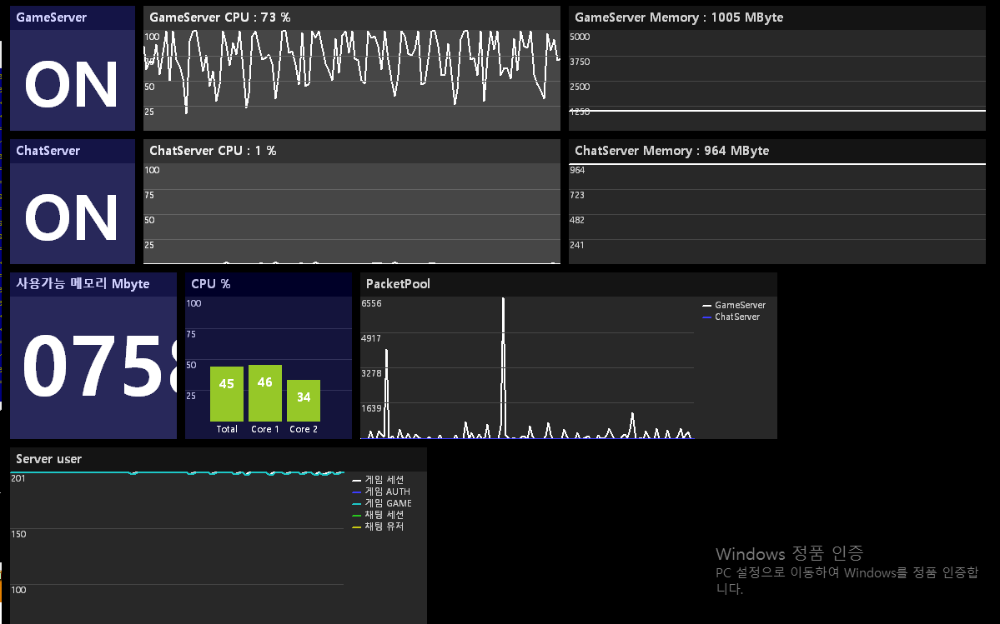 GameServer
ON
GameServer CPU : 73 %
100
50
25
GameServer Memory : 1005 MByte
5000
3750
2500
1250
ChatServer
ON
ChatServer CPU : 1 %
100
75
50
25
ChatServer Memory : 964 MByte
964
723
482
241
사용가능 메모리 Mbyte
0758
CPU %
100
75
50
25
45
46
34
Total
Core 1
Core 2
PacketPool
6556
4917
3278
1639
GameServer
ChatServer
Server user
201
150
100
게임 세션
게임 AUTH
게임 GAME
채팅 세션
채팅 유저
Windows 정품 인증
PC 설정으로 이동하여 Windows를 정품 인증합
니다.